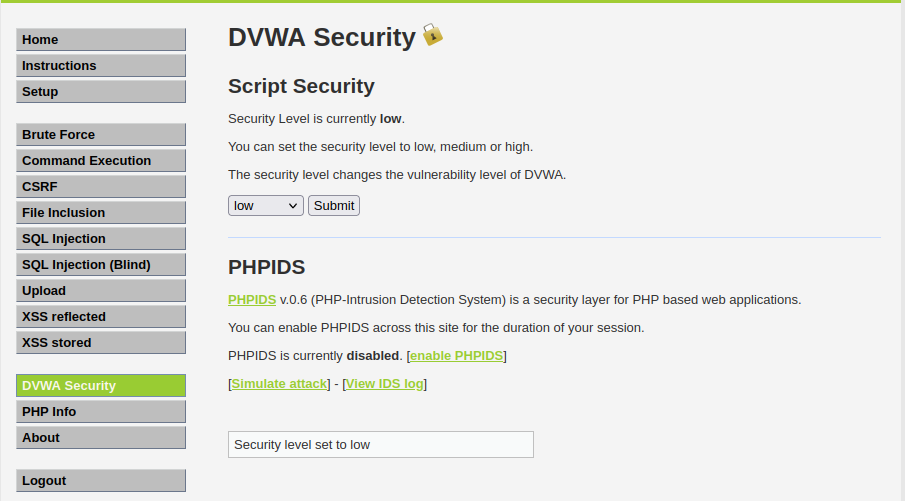 Home
Instructions
Setup
Brute Force
Command Execution
CSRF
File Inclusion
SQL Injection
SQL Injection (Blind)
Upload
XSS reflected
XSS stored
DVWA Security
PHP Info
About
Logout
DVWA Security
Script Security
Security Level is currently low.
You can set the security level to low, medium or high.
The security level changes the vulnerability level of DVWA.
low Submit
PHPIDS
PHPIDS v.0.6 (PHP-Intrusion Detection System) is a security layer for PHP based web applications.
You can enable PHPIDS across this site for the duration of your session.
PHPIDS is currently disabled. [enable PHPIDS]
[Simulate attack] - [View IDS log]
Security level set to low